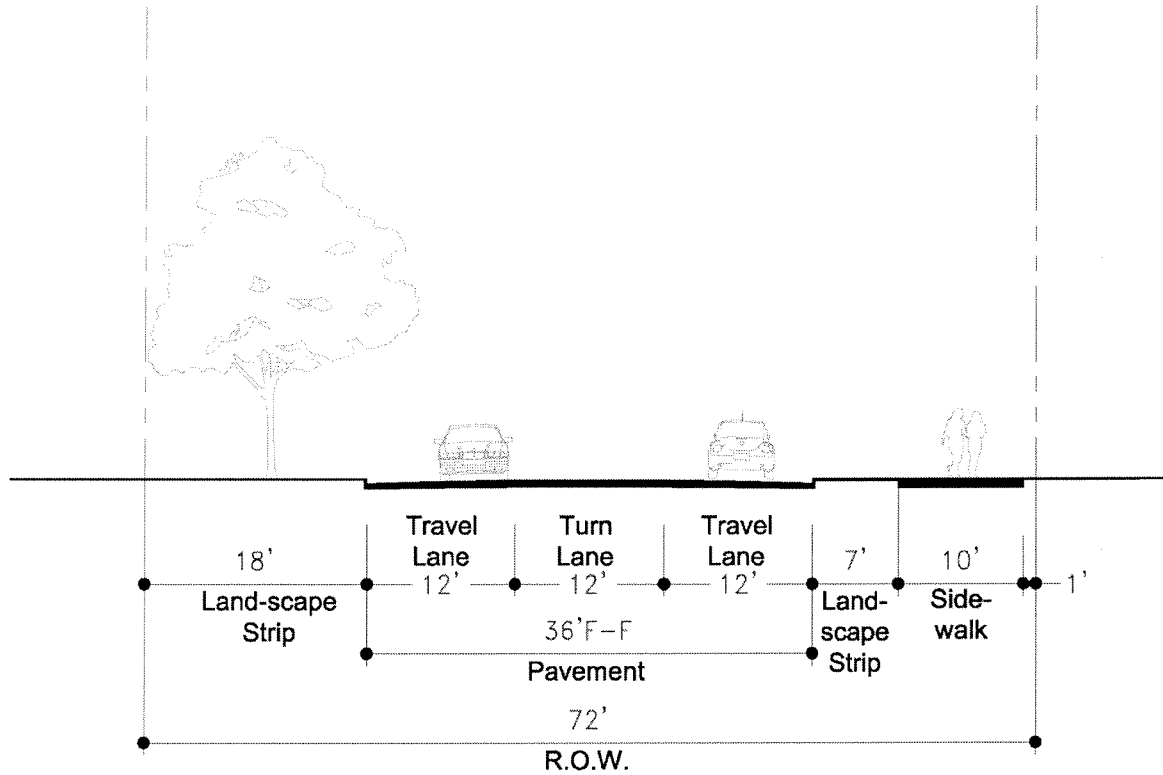 Travel
Lane
Turn
Lane
Travel
Lane
18'
12'
12'
12'
7'
10'
1'
Land-scape
Strip
Land-
scape
Strip
Side-
walk
36'F-F
Pavement
72'
R.O.W.